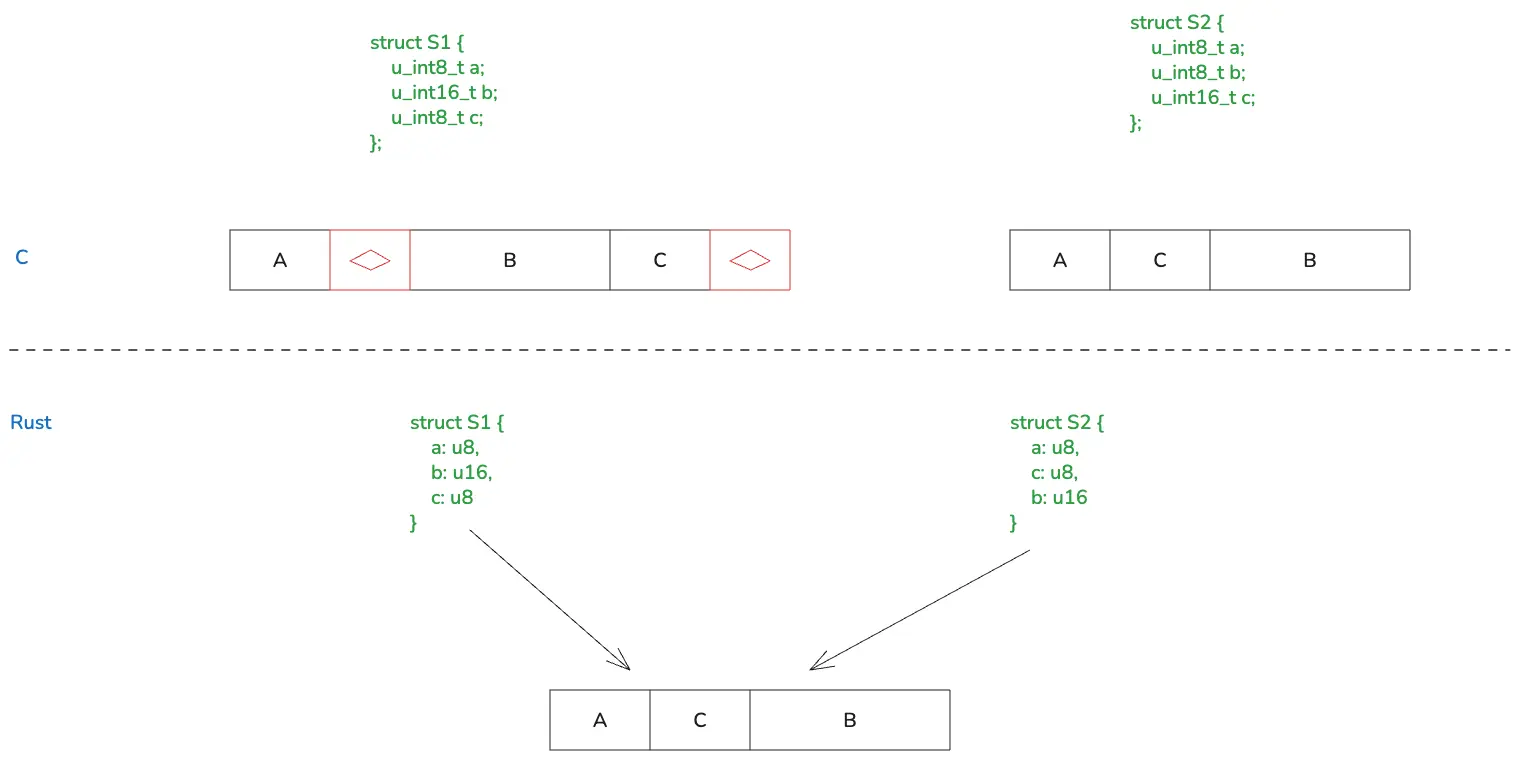 struct S1 {
u_int8_t a;
u_int16_t b;
u_int8_t c;
};
struct S2 {
u_int8_t a;
u_int8_t b;
u_int16_t c;
};
C
A
B
C
A
C
B
Rust
struct S1 {
a: u8,
b: u16,
c: u8
}
struct S2 {
a: u8,
c: u8,
b: u16
}
A
C
B